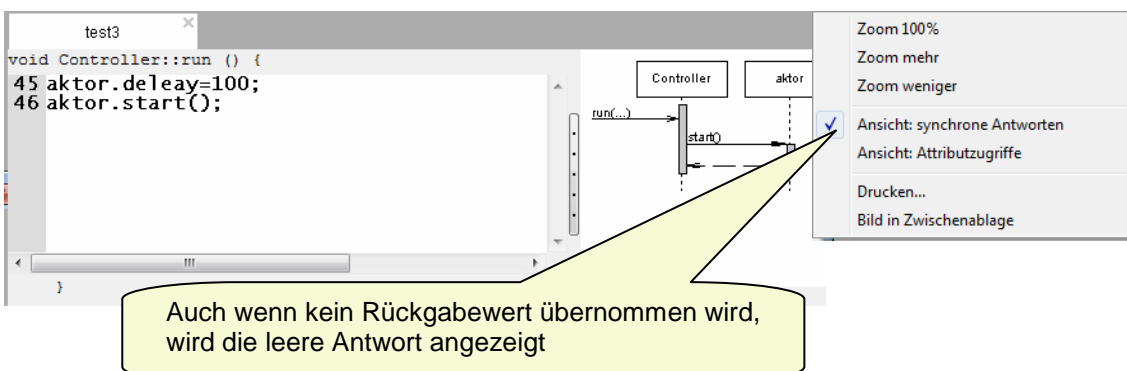 test3
void Controller::run () {
45 aktor.deleay=100;
46 aktor.start();
}
Controller
aktor
run(...)
start()
Zoom 100%
Zoom mehr
Zoom weniger
Ansicht: synchrone Antworten
Ansicht: Attributzugriffe
Drucken...
Bild in Zwischenablage
Auch wenn kein Rückgabewert übernommen wird,
wird die leere Antwort angezeigt